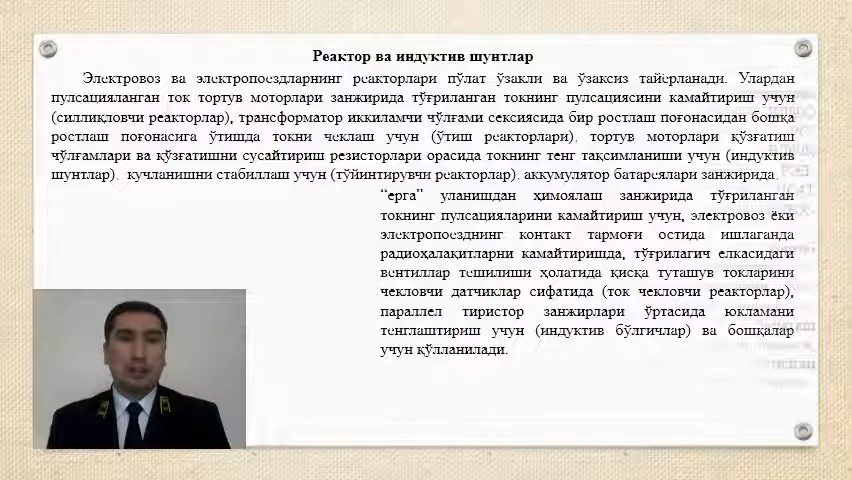 Реактор ва индуктив шунтлар
Электровоз ва электропоездларнинг реакторлари пўлат ўзакли ва ўзаксиз тайёрланади. Улардан
пулсацияланган ток тортув моторлари занжирида тўғриланган токнинг пулсациясини камайтириш учун
(силлиқловчи реакторлар), трансформатор иккиламчи чўлғами сексиясида бир ростлаш поғонасидан бошқа
ростлаш поғонасига ўтишда токни чеклаш учун (ўтиш реакторлари), тортув моторлари қўзғатиш
чўлғамлари ва қўзғатишни сусайтириш резисторлари орасида токнинг тенг тақсимланиши учун (индуктив
шунтлар), кучланишни стабиллаш учун (тўйинтирувчи реакторлар), аккумулятор батареялари занжирида,
“ерга” уланишдан ҳимоялаш занжирида тўғриланган
токнинг пулсацияларини камайтириш учун, электровоз ёки
электропоезднинг контакт тармоғи остида ишлаганда
радиоҳалақитларни камайтиришда, тўғрилагич елкасидаги
вентиллар тешилиши ҳолатида қисқа туташув токларини
чекловчи датчиклар сифатида (ток чекловчи реакторлар),
параллел тиристор занжирлари ўртасида юкламани
тенглаштириш учун (индуктив бўлгичлар) ва бошқалар
учун қўлланилади.